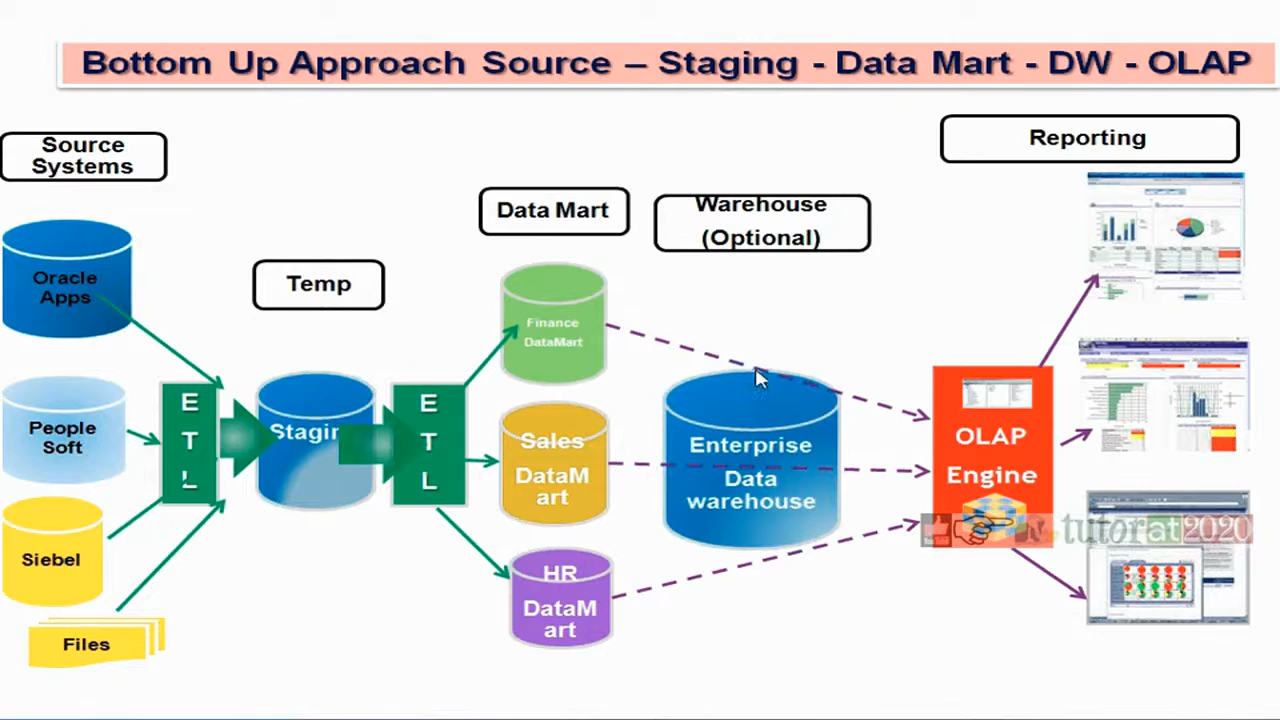 Bottom Up Approach Source – Staging - Data Mart - DW - OLAP
Source
Systems
Reporting
Data Mart
Warehouse
(Optional)
Temp
Oracle
Apps
People
Soft
Siebel
Files
E
T
L
Stagin
E
T
L
Finance
DataMart
Sales
DataM
art
HR
DataM
art
Enterprise
Data
warehouse
OLAP
Engine
tutorat2020